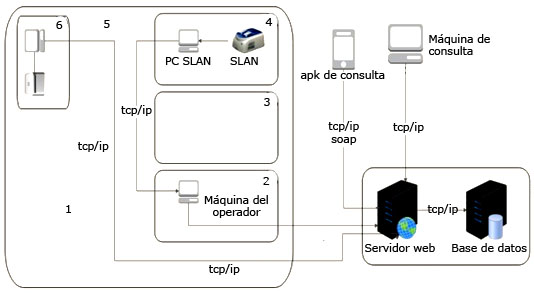 6
5
4
PC SLAN
SLAN
tcp/ip
3
tcp/ip
2
Máquina del
operador
1
tcp/ip
apk de consulta
Máquina de
consulta
tcp/ip
soap
tcp/ip
tcp/ip
Servidor web
Base de datos